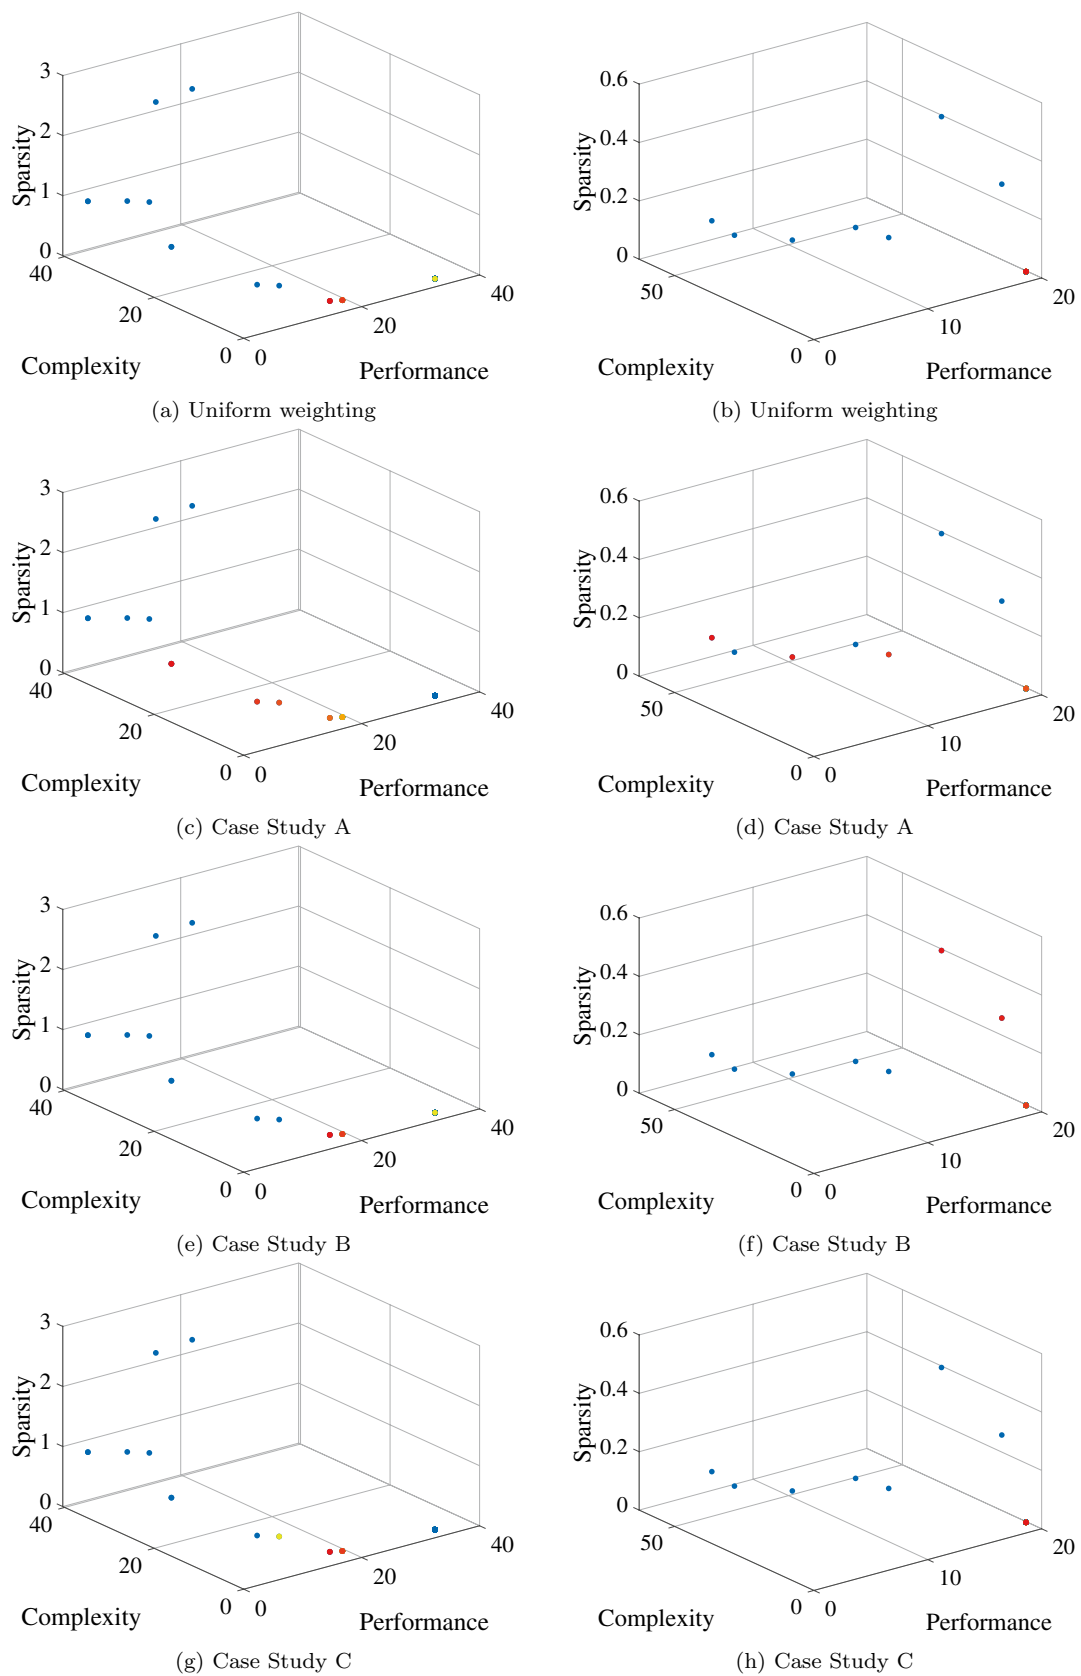 3
2
1
0
Sparsity
40
20
0
Complexity
0
20
40
Performance
(a) Uniform weighting
0.6
0.4
0.2
0
Sparsity
50
0
Complexity
0
10
20
Performance
(b) Uniform weighting
3
2
1
0
Sparsity
40
20
0
Complexity
0
20
40
Performance
(c) Case Study A
0.6
0.4
0.2
0
Sparsity
50
0
Complexity
0
10
20
Performance
(d) Case Study A
3
2
1
0
Sparsity
40
20
0
Complexity
0
20
40
Performance
(e) Case Study B
0.6
0.4
0.2
0
Sparsity
50
0
Complexity
0
10
20
Performance
(f) Case Study B
3
2
1
0
Sparsity
40
20
0
Complexity
0
20
40
Performance
(g) Case Study C
0.6
0.4
0.2
0
Sparsity
50
0
Complexity
0
10
20
Performance
(h) Case Study C